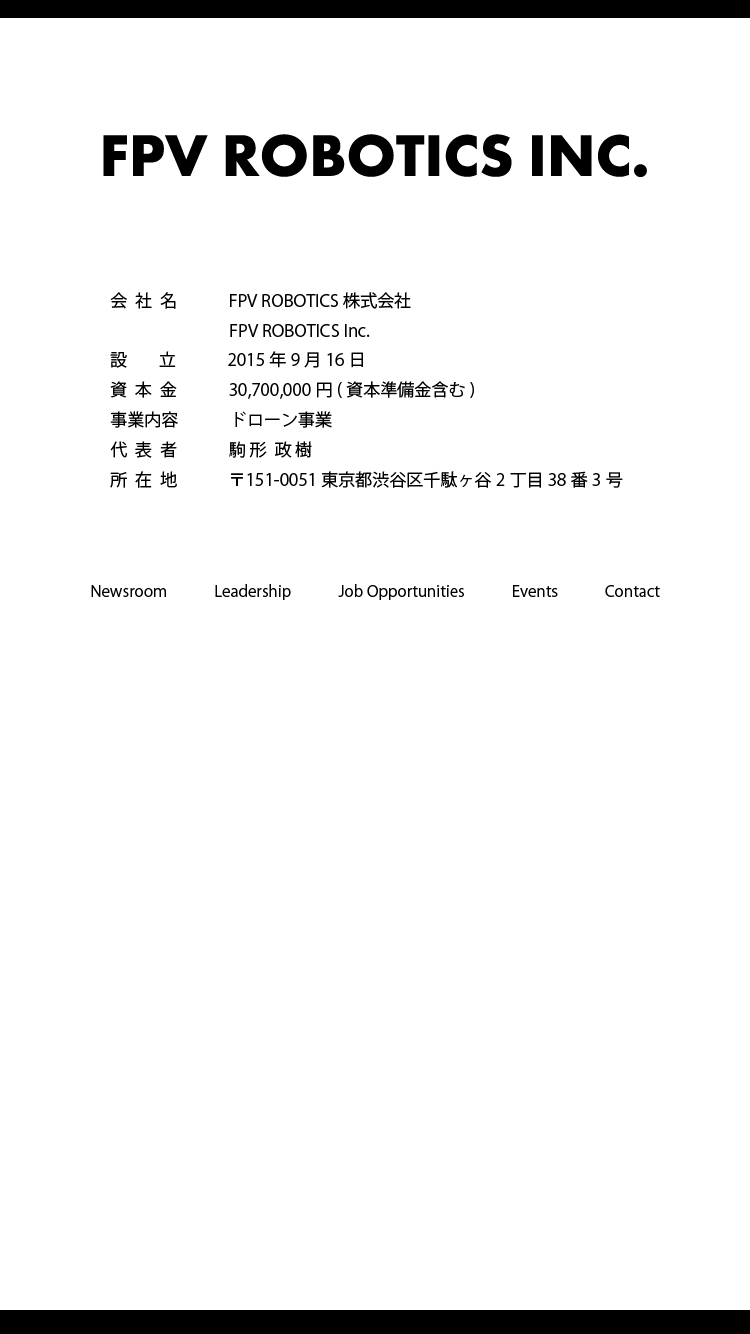 FPV ROBOTICS INC.
会 社 名 FPV ROBOTICS 株式会社
FPV ROBOTICS Inc.
設 立 2015 年 9 月 16 日
資 本 金 30,700,000 円 ( 資本準備金含む )
事業内容 ドローン事業
代 表 者 駒 形 政 樹
所 在 地 〒151-0051 東京都渋谷区千駄ヶ谷 2 丁目 38 番 3 号
Newsroom Leadership Job Opportunities Events Contact